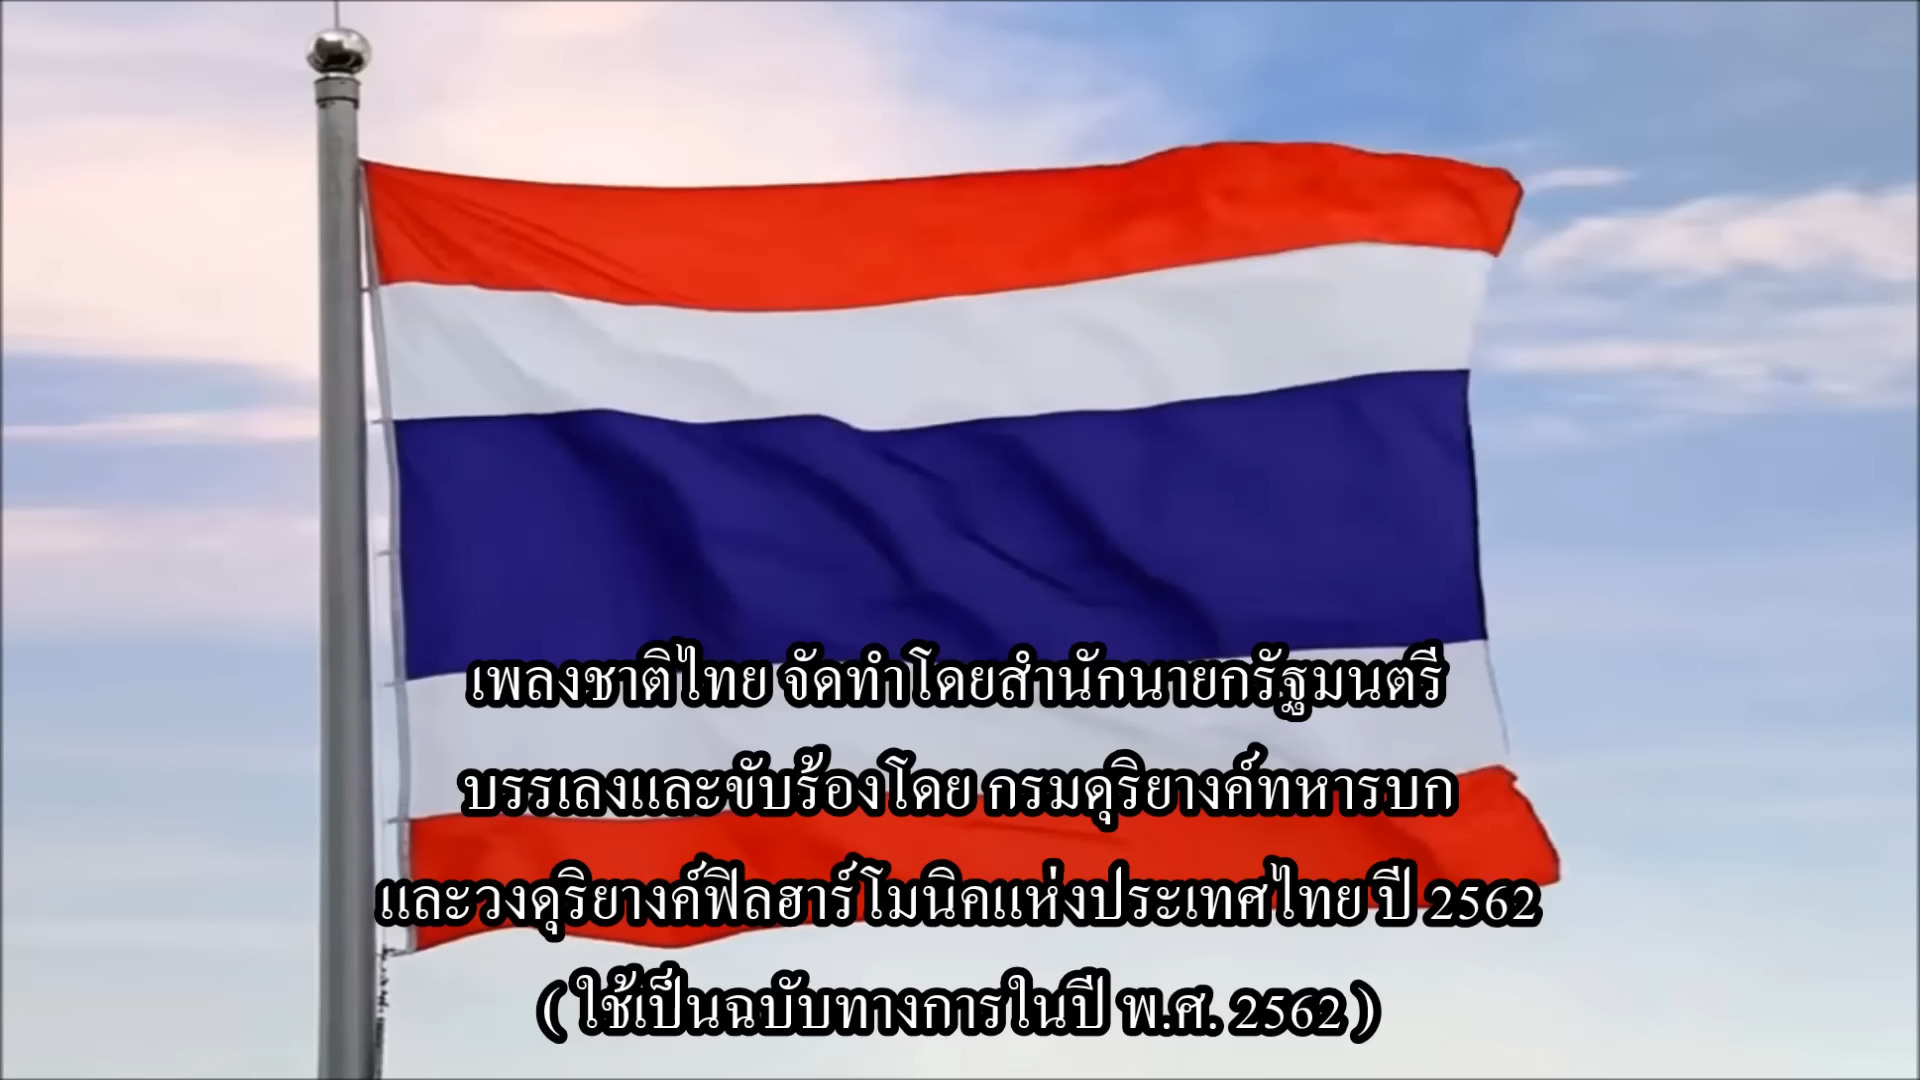 เพลงชาติไทย จัดทำโดยสำนักนายกรัฐมนตรี
บรรเลงและขับร้องโดย กรมดุริยางค์ทหารบก
และวงดุริยางค์ฟิลฮาร์โมนิคแห่งประเทศไทย ปี 2562
( ใช้เป็นฉบับทางการในปี พ.ศ. 2562 )